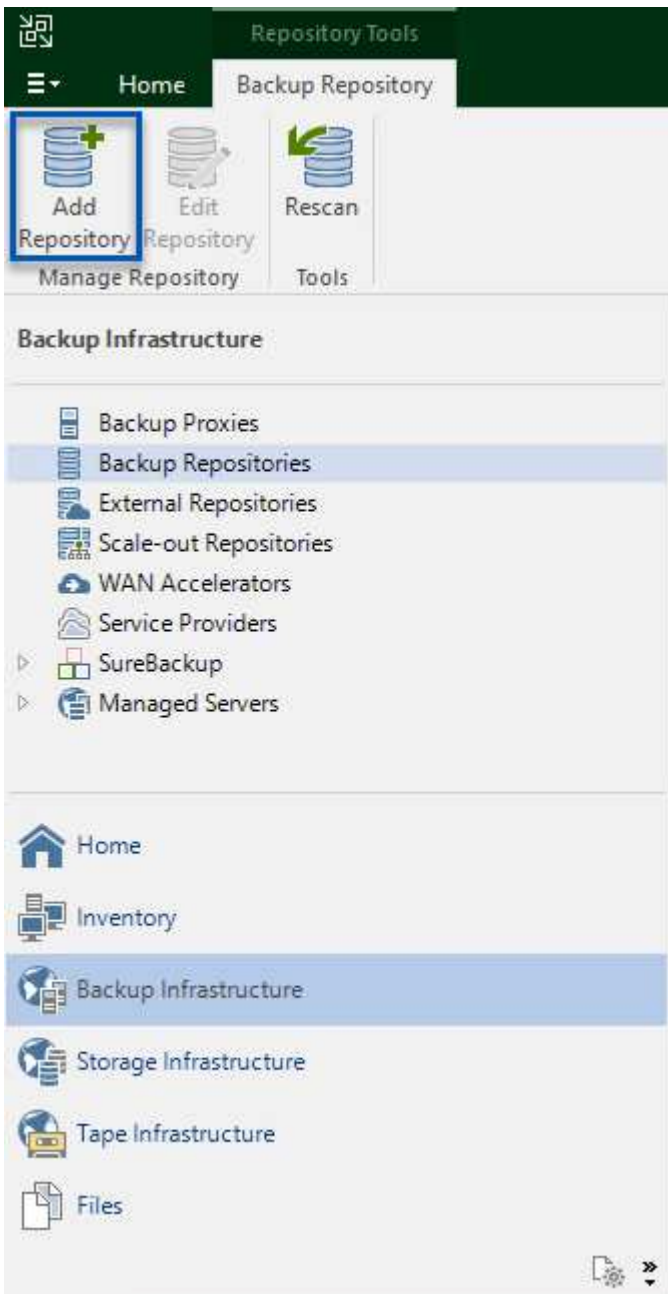 Repository Tools
Home
Backup Repository
Add
Repository
Edit
Repository
Rescan
Manage Repository
Tools
Backup Infrastructure
Backup Proxies
Backup Repositories
External Repositories
Scale-out Repositories
WAN Accelerators
Service Providers
SureBackup
Managed Servers
Home
Inventory
Backup Infrastructure
Storage Infrastructure
Tape Infrastructure
Files